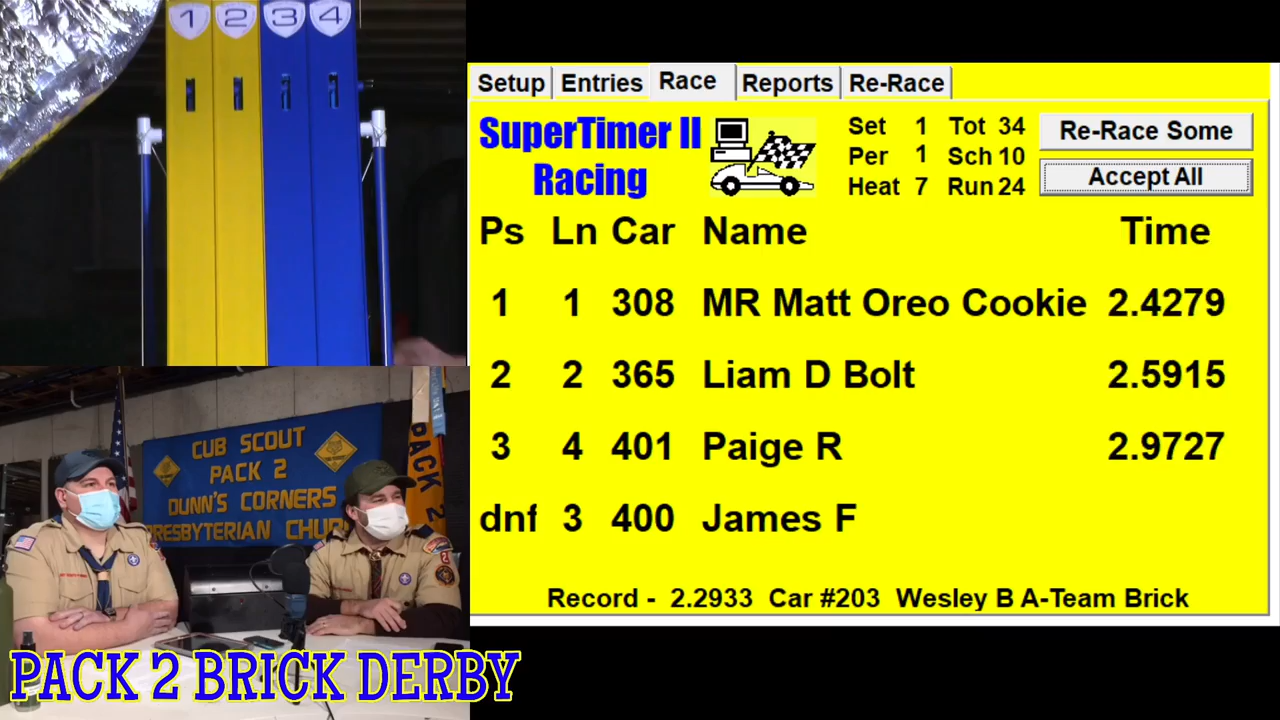 1 2 3 4
Setup Entries Race Reports Re-Race
SuperTimer II
Racing
Set 1 Tot 34
Per 1 Sch 10
Heat 7 Run 24
Re-Race Some
Accept All
Ps Ln Car Name Time
1 1 308 MR Matt Oreo Cookie 2.4279
2 2 365 Liam D Bolt 2.5915
3 4 401 Paige R 2.9727
dnf 3 400 James F
Record - 2.2933 Car #203 Wesley B A-Team Brick
CUB SCOUT
PACK 2
DUNN'S CORNERS
PRESBYTERIAN CHU
PACK 2
PACK 2 BRICK DERBY